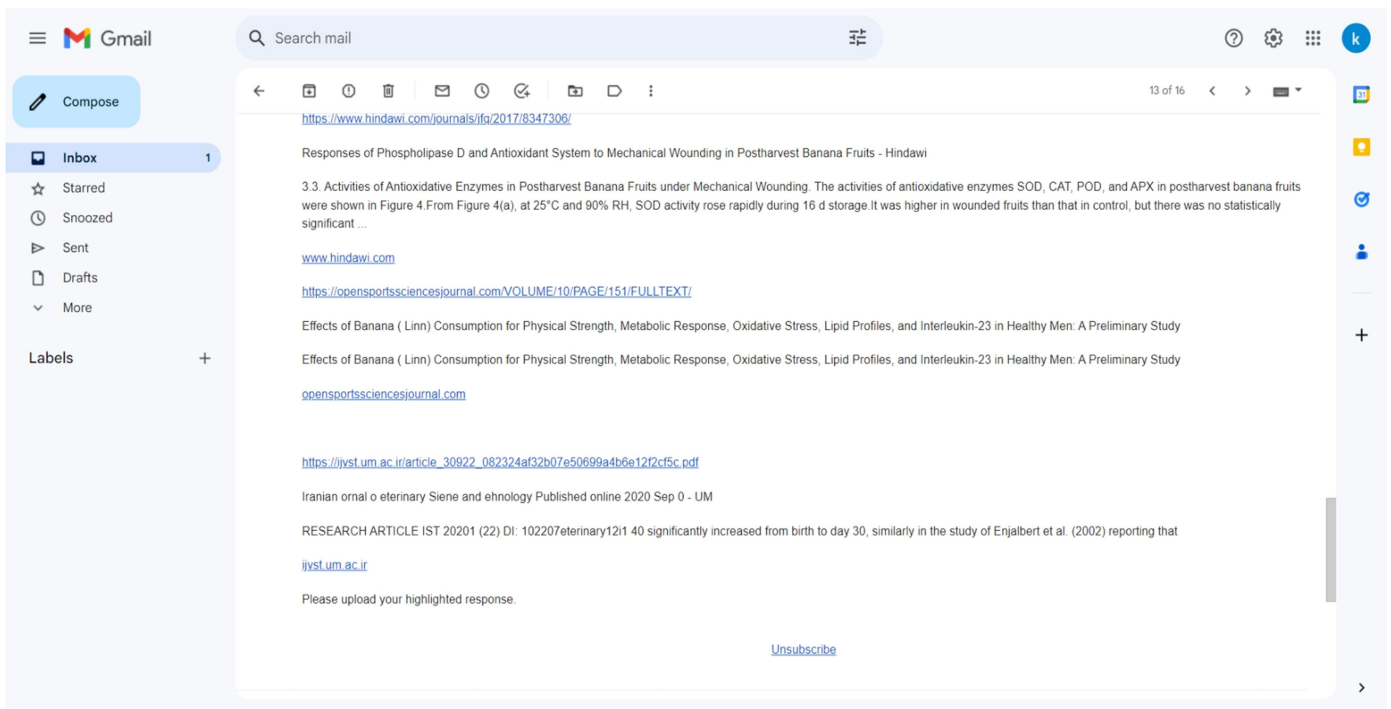 Gmail
Search mail
k
Compose
13 of 16
31
Inbox 1
Starred
Snoozed
Sent
Drafts
More
Labels
https://www.hindawi.com/journals/jfq/2017/8347306/
Responses of Phospholipase D and Antioxidant System to Mechanical Wounding in Postharvest Banana Fruits - Hindawi
3.3. Activities of Antioxidative Enzymes in Postharvest Banana Fruits under Mechanical Wounding. The activities of antioxidative enzymes SOD, CAT, POD, and APX in postharvest banana fruits
were shown in Figure 4.From Figure 4(a), at 25°C and 90% RH, SOD activity rose rapidly during 16 d storage.It was higher in wounded fruits than that in control, but there was no statistically
significant ...
www.hindawi.com
https://opensportssciencesjournal.com/VOLUME/10/PAGE/151/FULLTEXT/
Effects of Banana ( Linn) Consumption for Physical Strength, Metabolic Response, Oxidative Stress, Lipid Profiles, and Interleukin-23 in Healthy Men: A Preliminary Study
Effects of Banana ( Linn) Consumption for Physical Strength, Metabolic Response, Oxidative Stress, Lipid Profiles, and Interleukin-23 in Healthy Men: A Preliminary Study
opensportssciencesjournal.com
https://ijvst.um.ac.ir/article_30922_082324af32b07e50699a4b6e12f2cf5c.pdf
Iranian ornal o eterinary Siene and ehnology Published online 2020 Sep 0 - UM
RESEARCH ARTICLE IST 20201 (22) DI: 102207eterinary12i1 40 significantly increased from birth to day 30, similarly in the study of Enjalbert et al. (2002) reporting that
ijvst.um.ac.ir
Please upload your highlighted response.
Unsubscribe